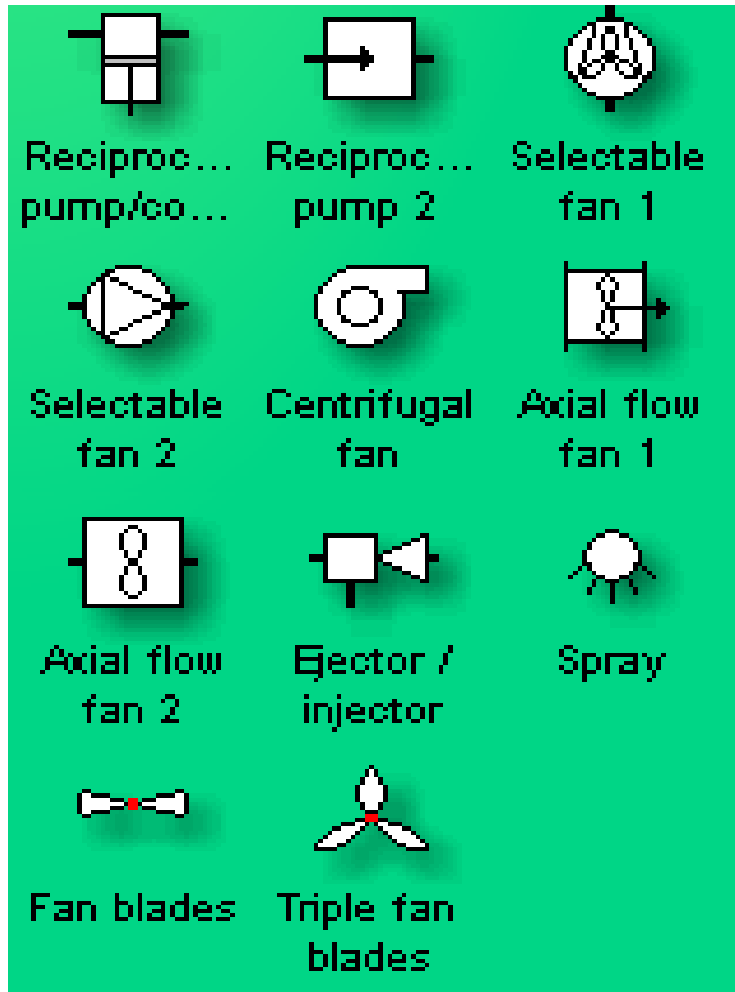 Reciproc... Reciproc... Selectable
pump/co... pump 2 fan 1
Selectable Centrifugal Axial flow
fan 2 fan fan 1
Axial flow Ejector / Spray
fan 2 injector
Fan blades Triple fan
blades